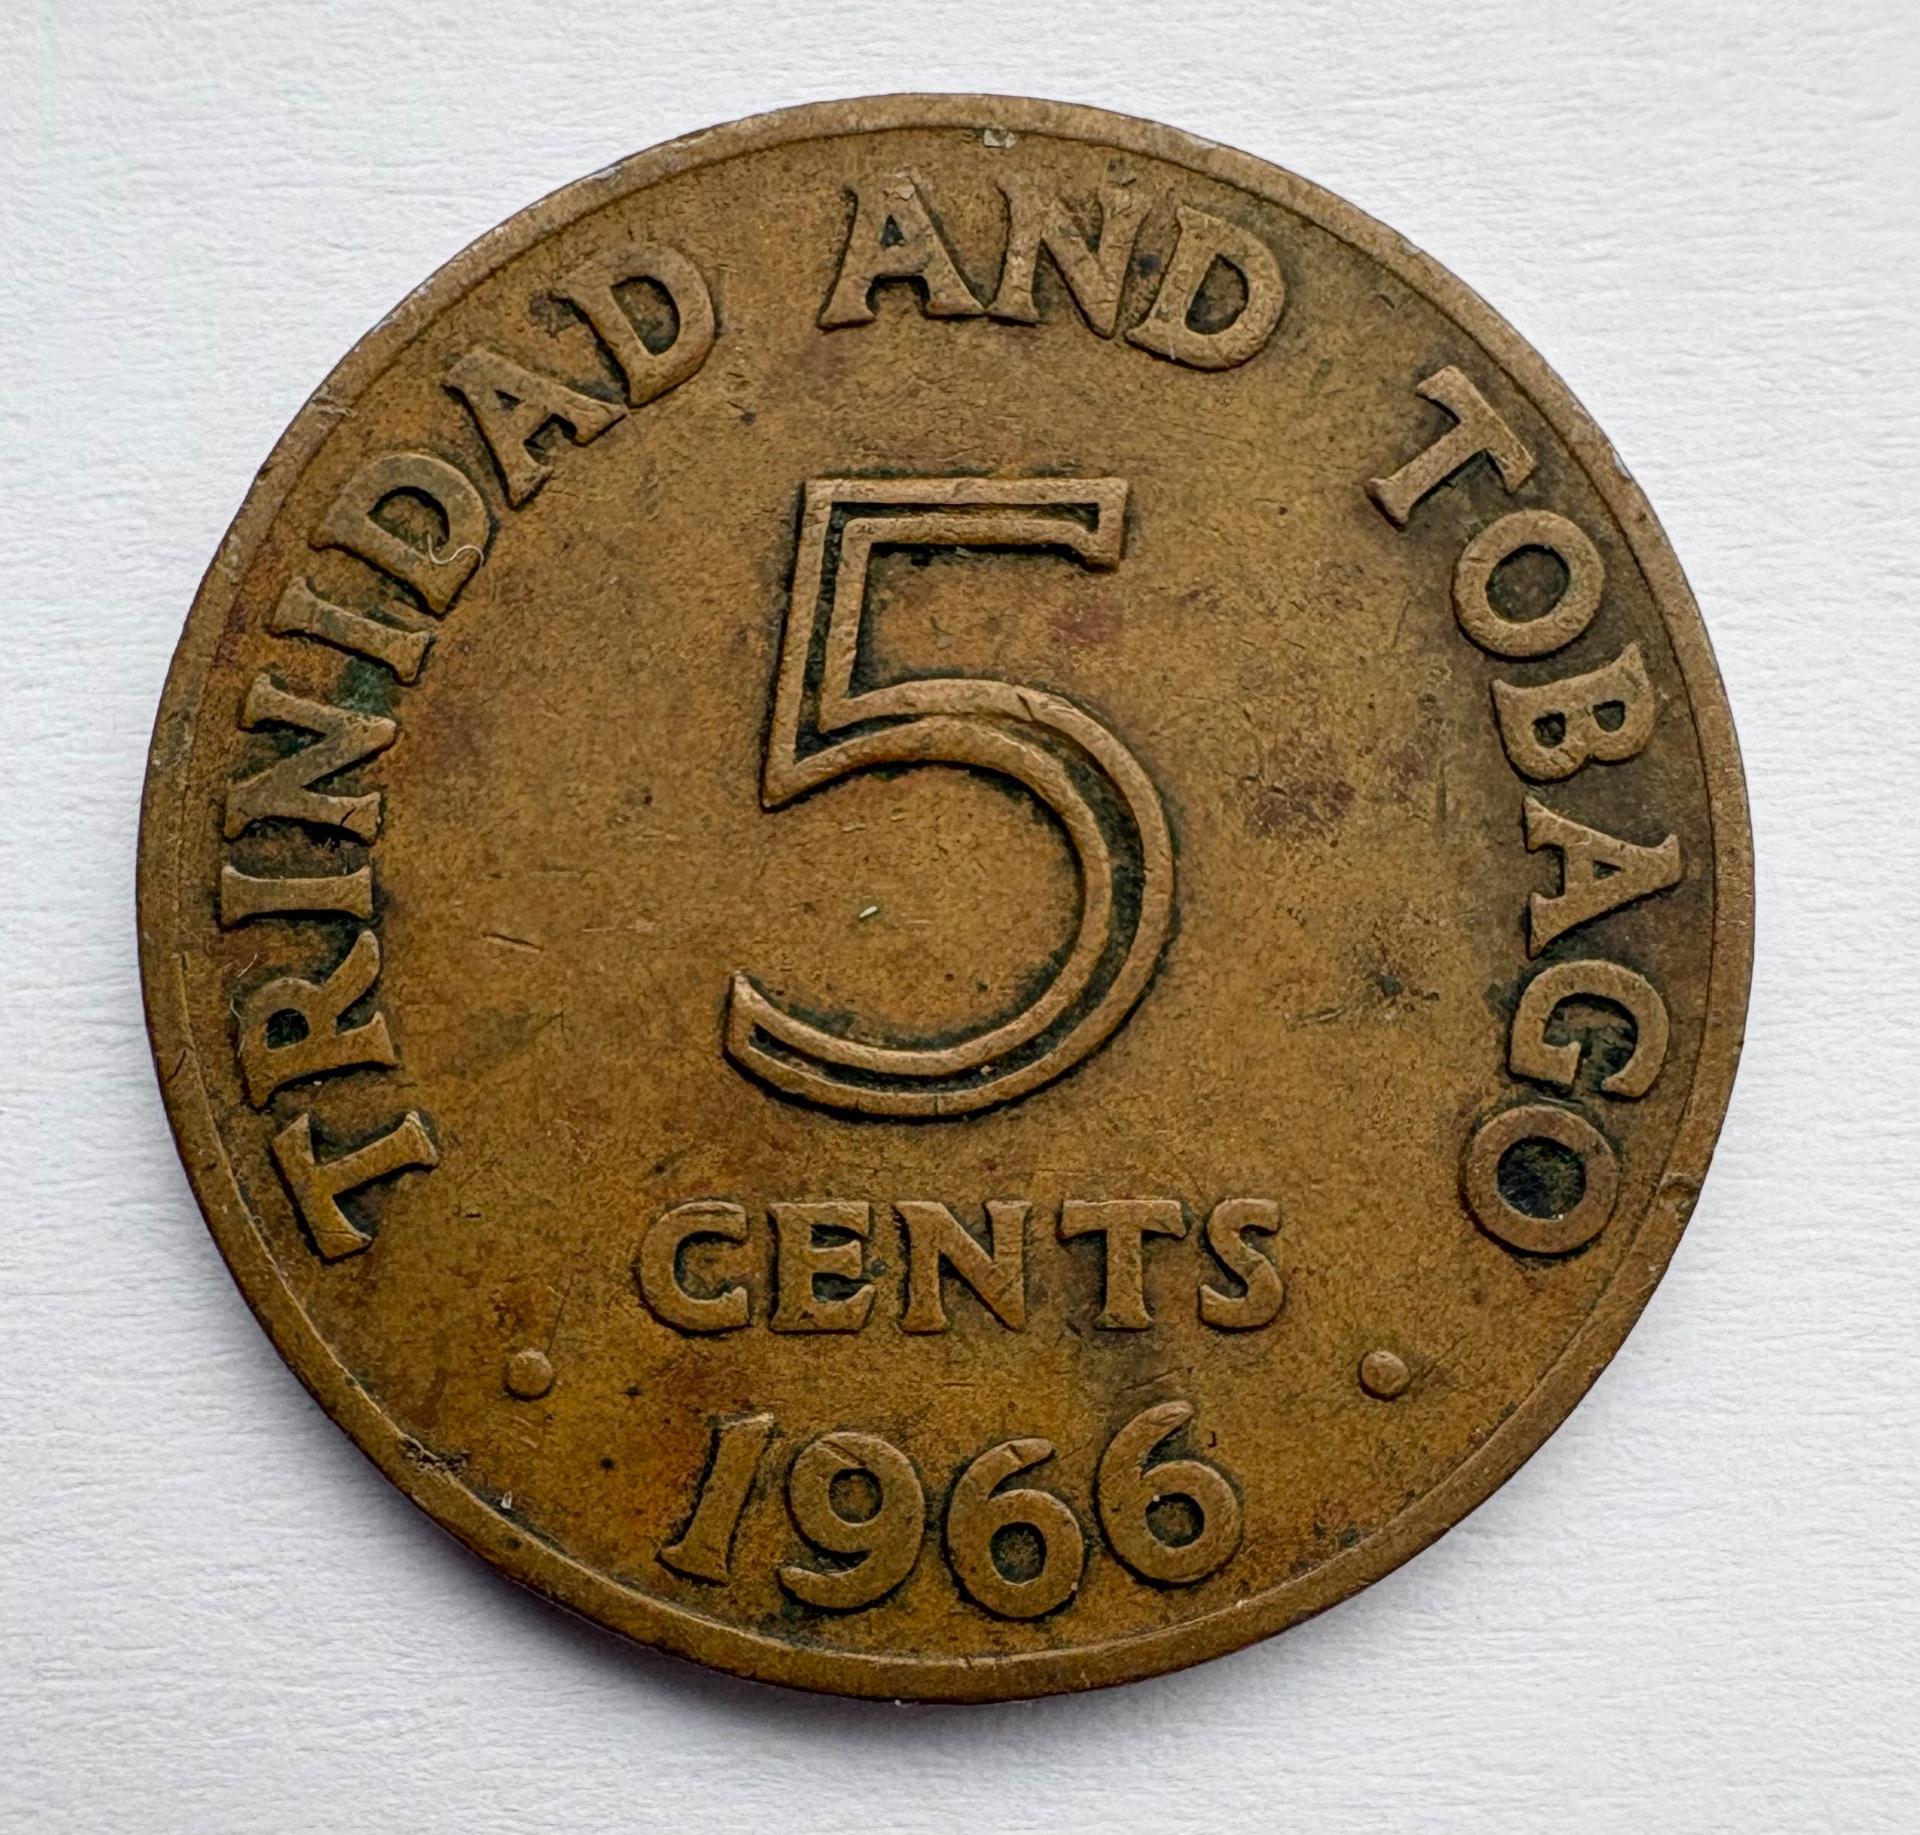 TRINIDAD AND TOBAGO
5
CENTS
1966